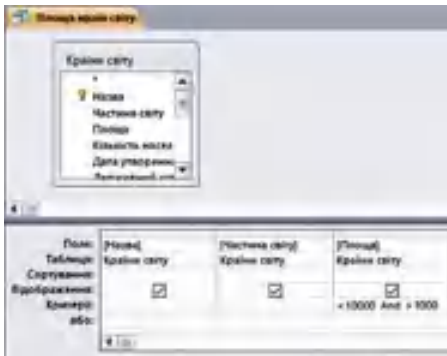 Площа країн світу
Країни світу
*
Назва
Частина світу
Площа
Кількість насел
Дата утворення
Поле: [Назва] [Частина світу] [Площа]
Таблиця: Країни світу Країни світу Країни світу
Сортування:
Відображення:
Критерії: <10000 And >1000
або: